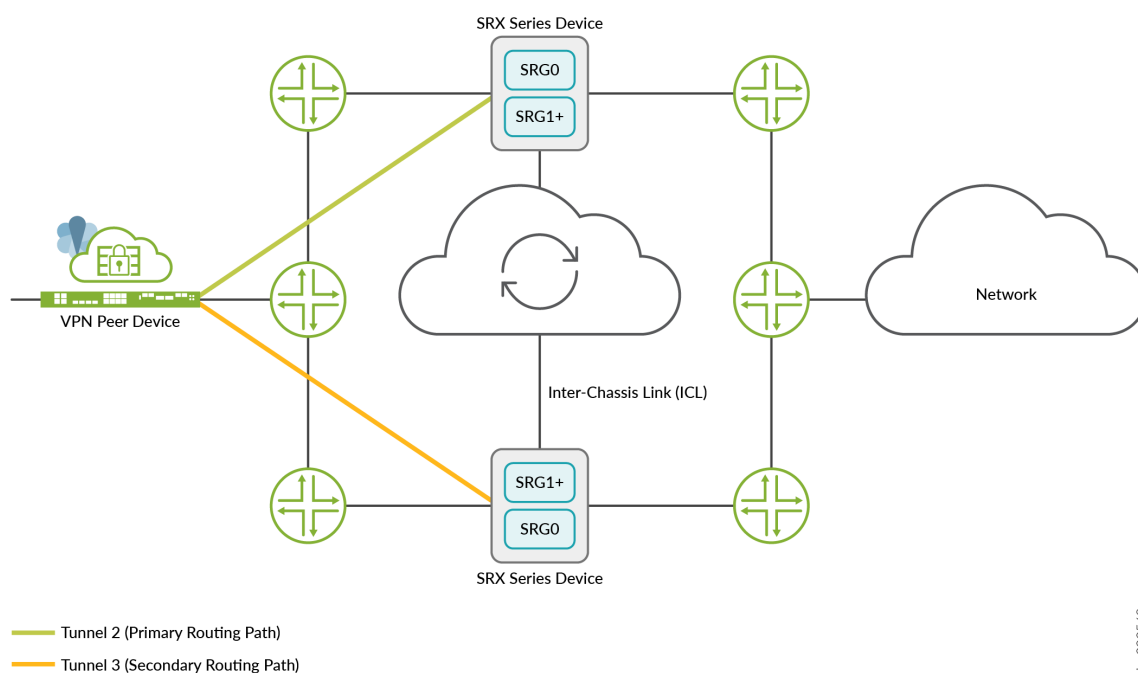 SRX Series Device
SRG0
SRG1+
VPN Peer Device
Network
Inter-Chassis Link (ICL)
SRG1+
SRG0
SRX Series Device
Tunnel 2 (Primary Routing Path)
Tunnel 3 (Secondary Routing Path)